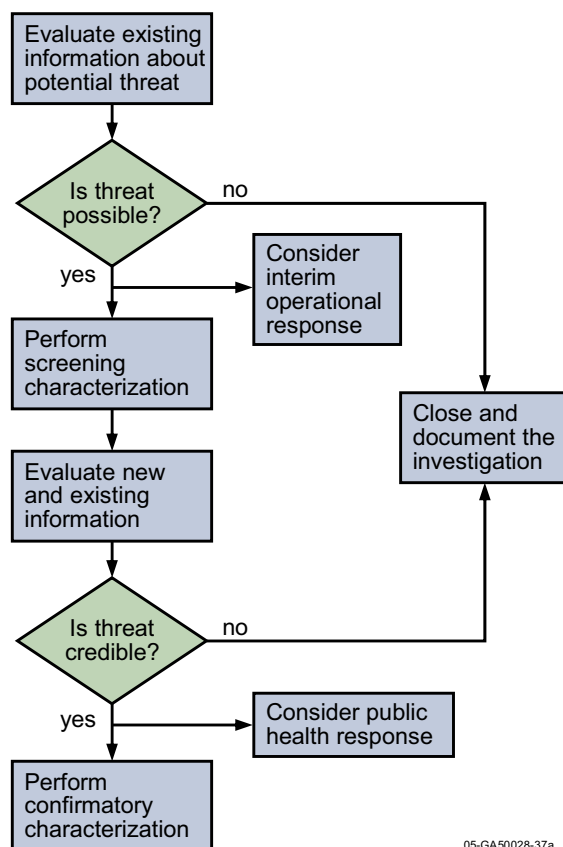 Evaluate existing
information about
potential threat
Is threat
possible?
no
yes
Consider
interim
operational
response
Perform
screening
characterization
Close and
document the
investigation
Evaluate new
and existing
information
Is threat
credible?
no
yes
Consider public
health response
Perform
confirmatory
characterization
05-GA50028-37a